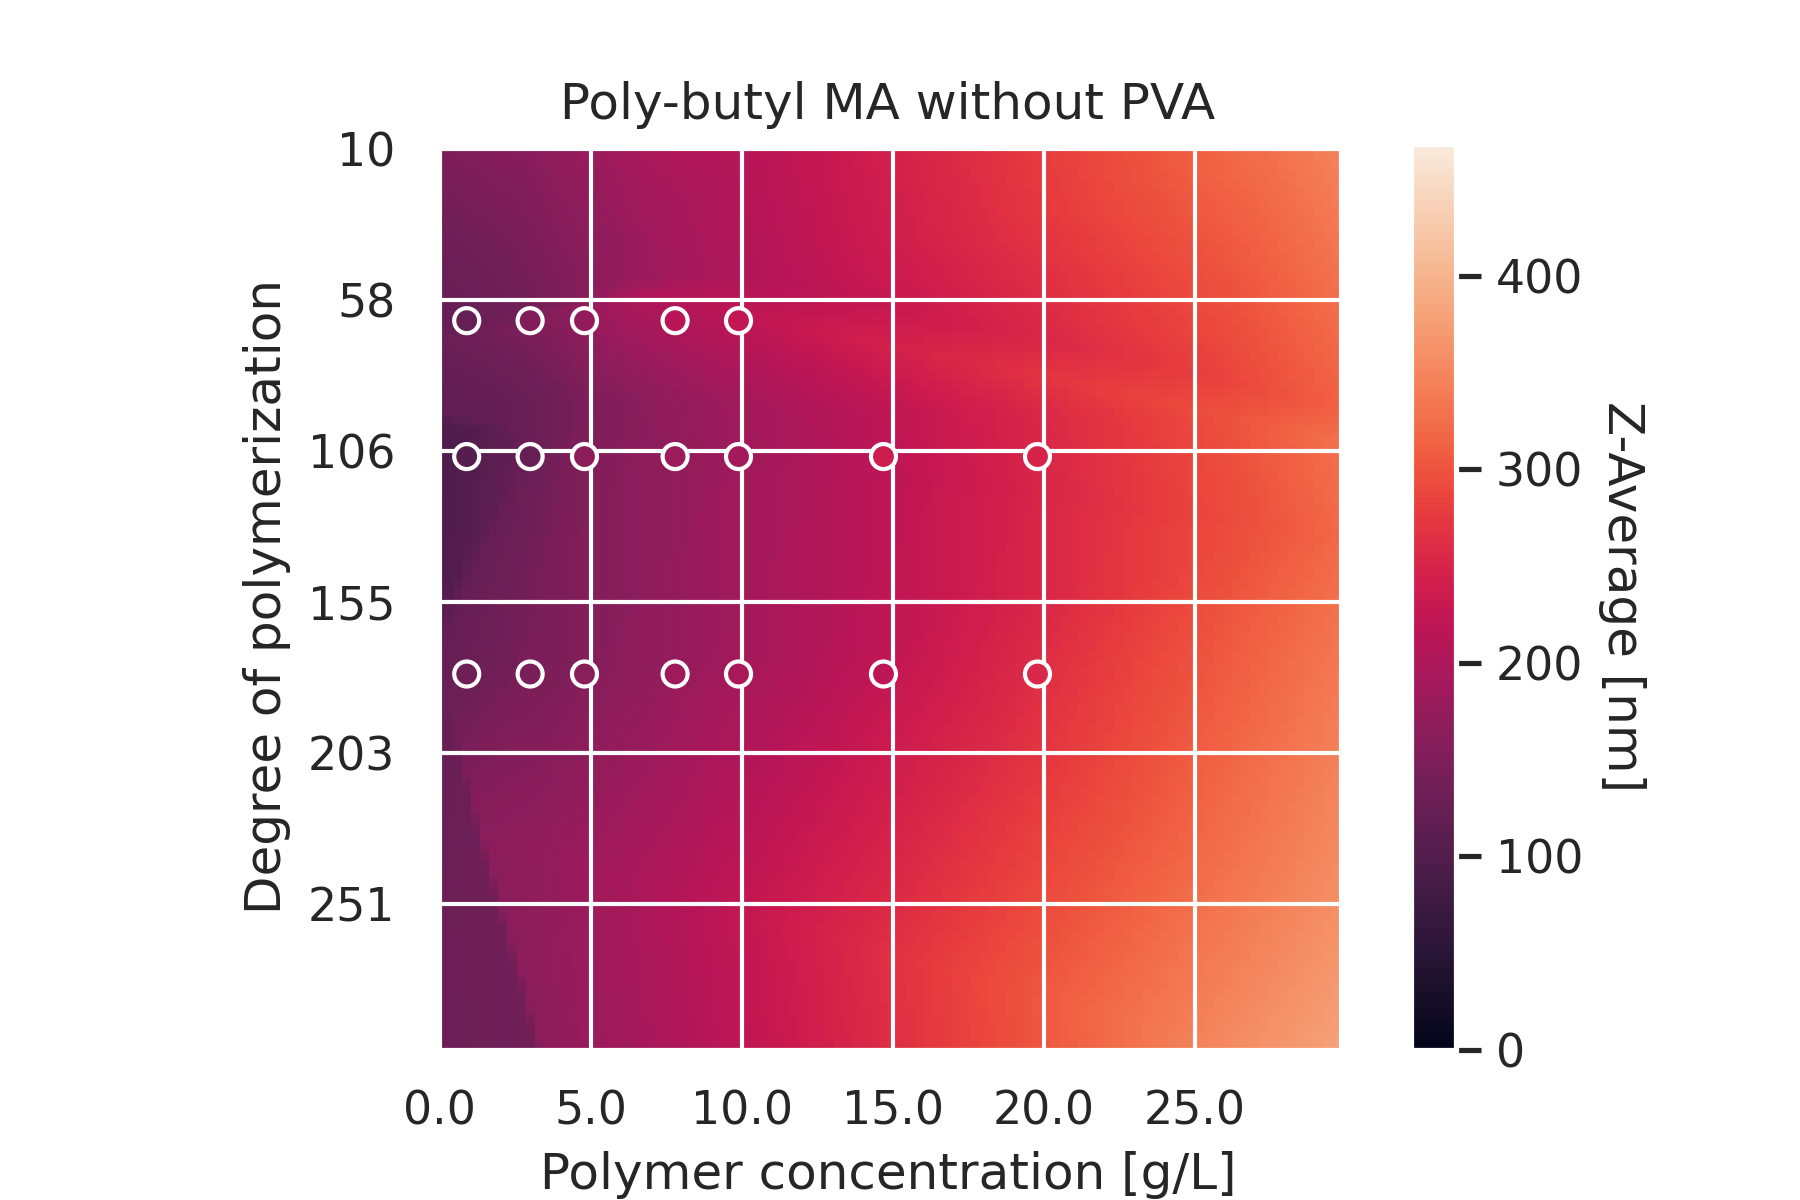 Poly-butyl MA without PVA
Degree of polymerization
10
58
106
155
203
251
0.0 5.0 10.0 15.0 20.0 25.0
Polymer concentration [g/L]
400
300
200
100
0
Z-Average [nm]